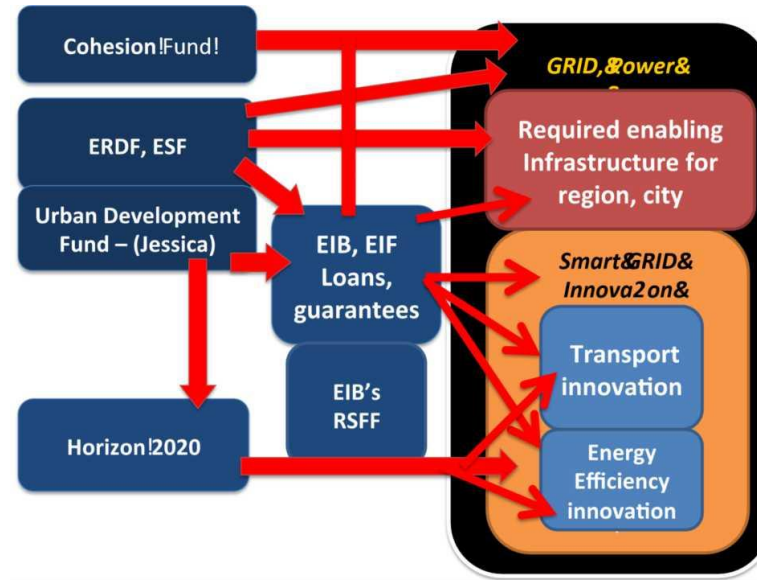 Cohesion!Fund!
GRID,&Power&
ERDF, ESF
Required enabling
Infrastructure for
region, city
Urban Development
Fund – (Jessica)
EIB, EIF
Loans,
guarantees
Smart&GRID&
Innova2on&
Transport
innovation
EIB's
RSFF
Horizon!2020
Energy
Efficiency
innovation